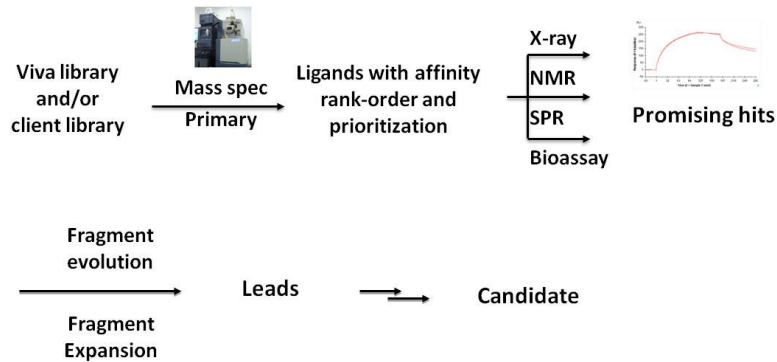 Viva library
and/or
client library
Mass spec
Primary
Ligands with affinity
rank-order and
prioritization
X-ray
NMR
SPR
Bioassay
Promising hits
Fragment
evolution
Fragment
Expansion
Leads
Candidate